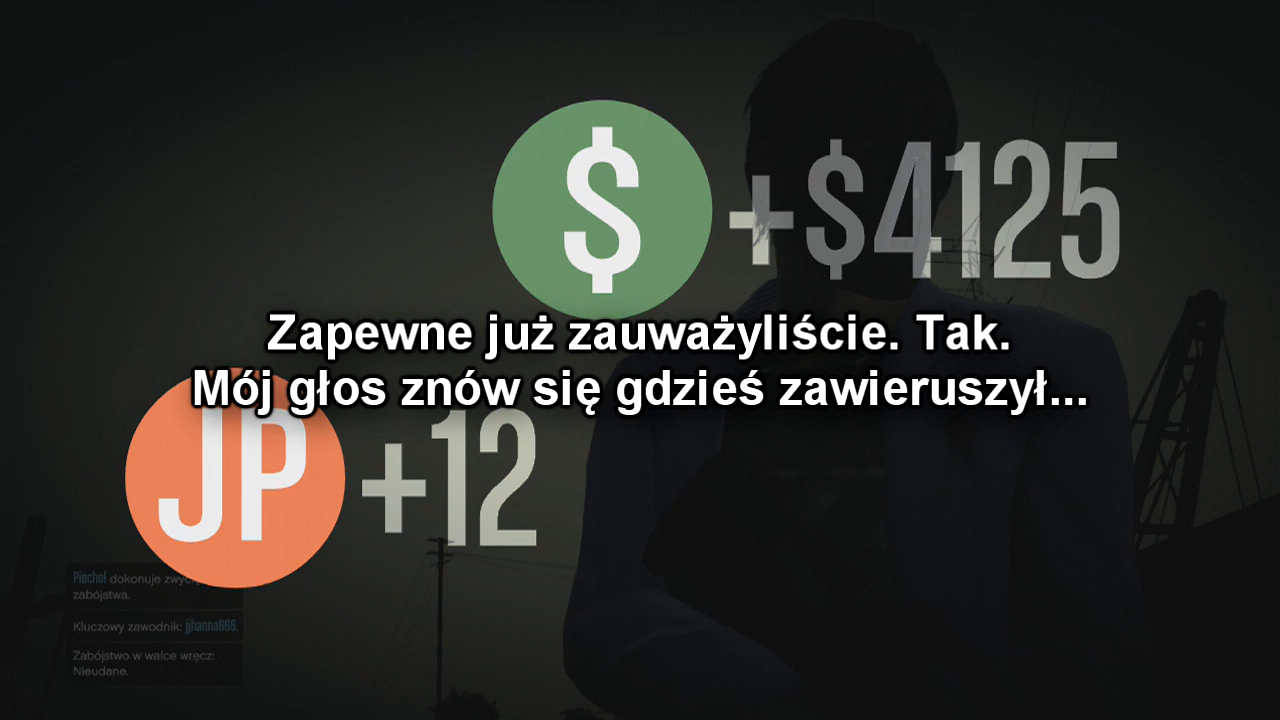 $ +$4125
Zapewne już zauważyliście. Tak.
Mój głos znów się gdzieś zawieruszył...
JP +12
Piechol dokonuje
zabójstwa.
Kluczowy zawodnik: jjhanna666.
Zabójstwo w walce wręcz:
Nieudane.